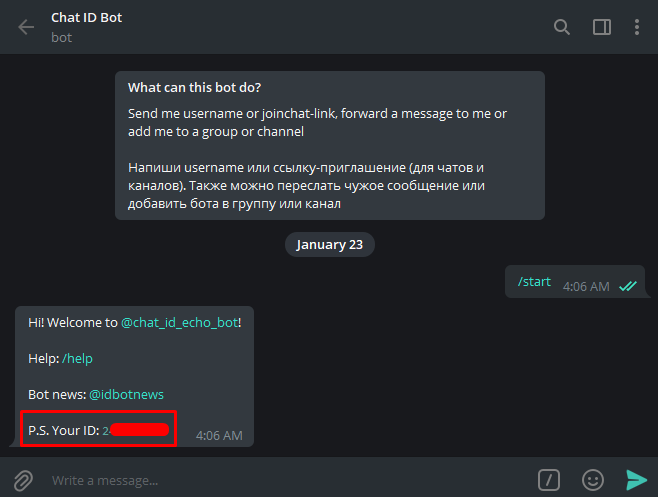 Chat ID Bot
bot
What can this bot do?
Send me username or joinchat-link, forward a message to me or
add me to a group or channel
Напиши username или ссылку-приглашение (для чатов и
каналов). Также можно переслать чужое сообщение или
добавить бота в группу или канал
January 23
/start 4:06 AM
Hi! Welcome to @chat_id_echo_bot!
Help: /help
Bot news: @idbotnews
P.S. Your ID: 2
4:06 AM
Write a message...